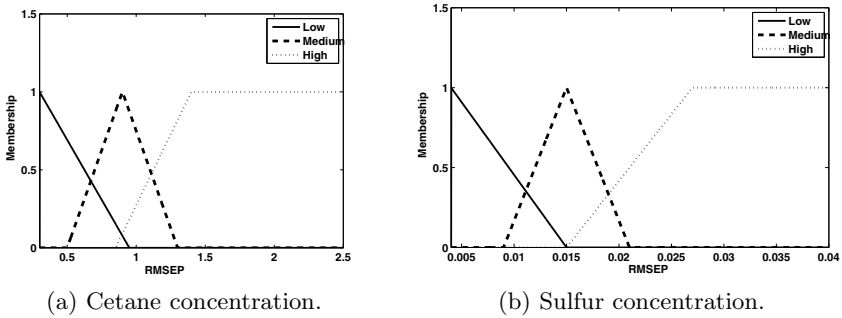 1.5
1
0.5
0
Membership
Low
Medium
High
0.5 1 1.5 2 2.5
RMSEP
(a) Cetane concentration.
1.5
1
0.5
0
Membership
Low
Medium
High
0.005 0.01 0.015 0.02 0.025 0.03 0.035 0.04
RMSEP
(b) Sulfur concentration.